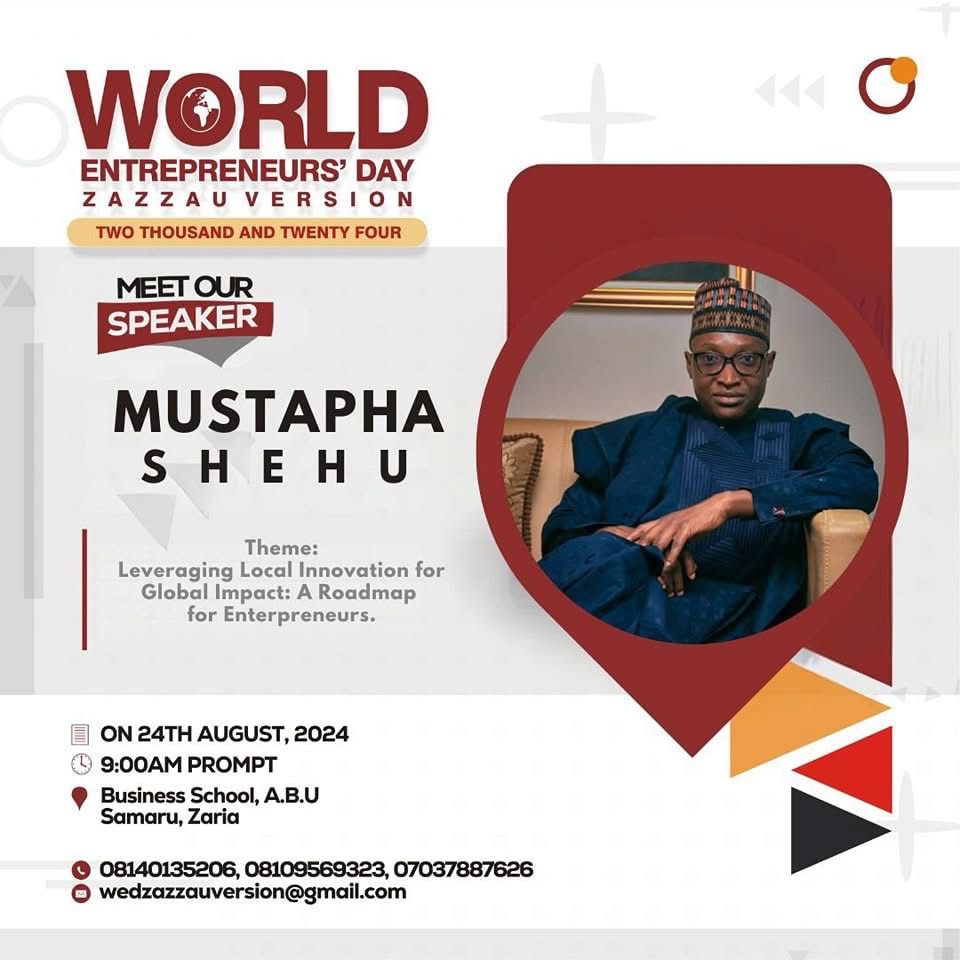 WORLD
ENTREPRENEURS' DAY
ZAZZAU VERSION
TWO THOUSAND AND TWENTY FOUR
MEET OUR
SPEAKER
MUSTAPHA
SHEHU
Theme:
Leveraging Local Innovation for
Global Impact: A Roadmap
for Enterpreneurs.
ON 24TH AUGUST, 2024
9:00AM PROMPT
Business School, A.B.U
Samaru, Zaria
08140135206, 08109569323, 07037887626
wedzazzauversion@gmail.com